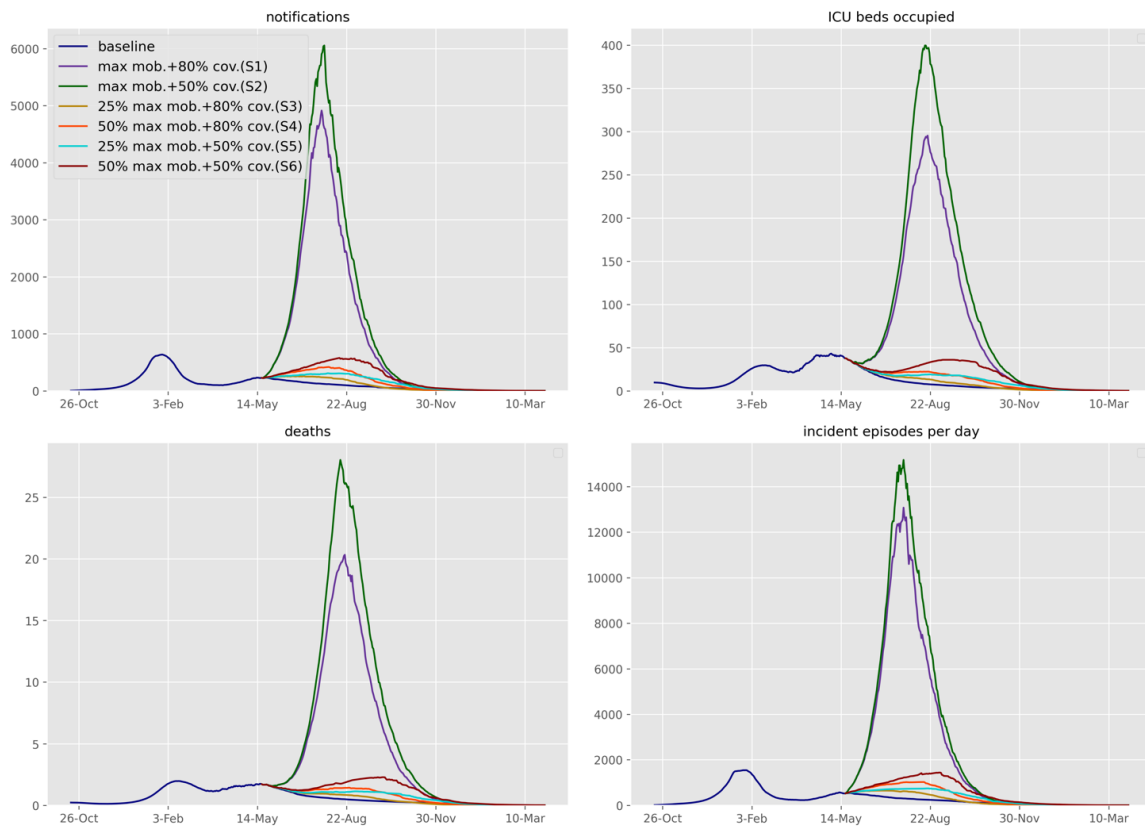 notifications
6000
5000
4000
3000
2000
1000
0
26-Oct 3-Feb 14-May 22-Aug 30-Nov 10-Mar
baseline
max mob.+80% cov.(S1)
max mob.+50% cov.(S2)
25% max mob.+80% cov.(S3)
50% max mob.+80% cov.(S4)
25% max mob.+50% cov.(S5)
50% max mob.+50% cov.(S6)
ICU beds occupied
400
350
300
250
200
150
100
50
0
26-Oct 3-Feb 14-May 22-Aug 30-Nov 10-Mar
deaths
25
20
15
10
5
0
26-Oct 3-Feb 14-May 22-Aug 30-Nov 10-Mar
incident episodes per day
14000
12000
10000
8000
6000
4000
2000
0
26-Oct 3-Feb 14-May 22-Aug 30-Nov 10-Mar